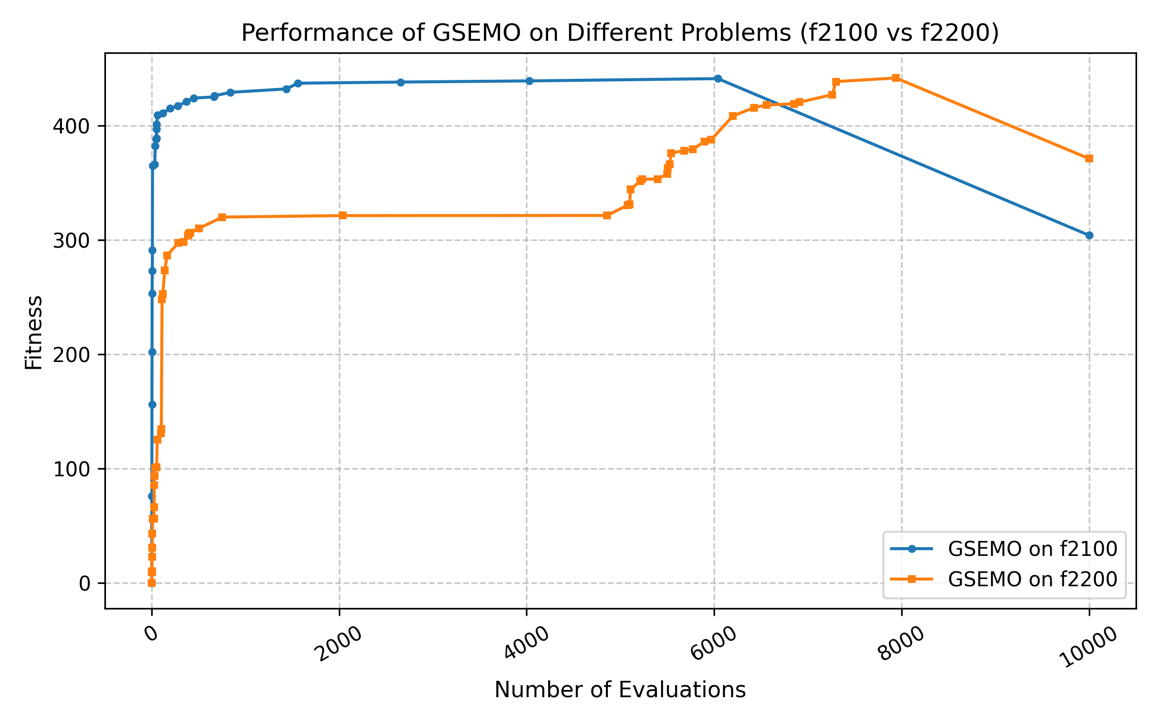 Performance of GSEMO on Different Problems (f2100 vs f2200)
Fitness
400
300
200
100
0
0
2000
4000
6000
8000
10000
Number of Evaluations
GSEMO on f2100
GSEMO on f2200